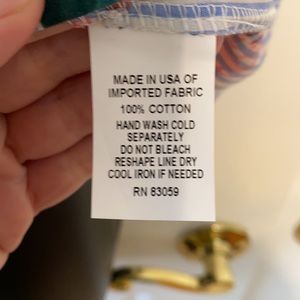 MADE IN USA OF
IMPORTED FABRIC
100% COTTON
HAND WASH COLD
SEPARATELY
DO NOT BLEACH
RESHAPE LINE DRY
COOL IRON IF NEEDED
RN 83059